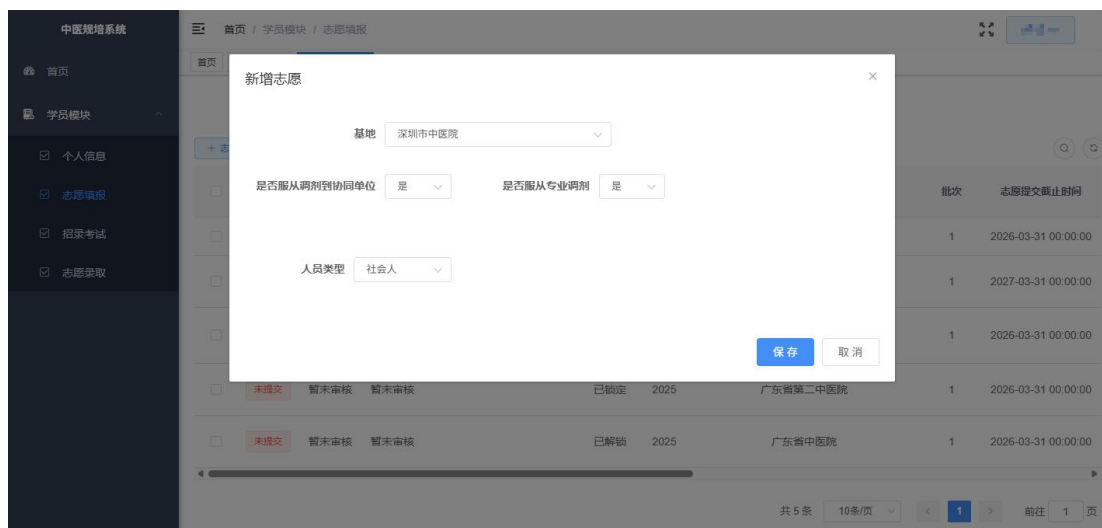 中医规培系统
首页 / 学员模块 / 志愿填报
首页
首页
学员模块
个人信息
志愿填报
招录考试
志愿录取
新增志愿
基地 深圳市中医院
是否服从调剂到协同单位 是 是否服从专业调剂 是
人员类型 社会人
保存 取消
+ 志
批次 志愿提交截止时间
1 2026-03-31 00:00:00
1 2027-03-31 00:00:00
1 2026-03-31 00:00:00
未提交 暂未审核 暂未审核 已锁定 2025 广东省第二中医院 1 2026-03-31 00:00:00
未提交 暂未审核 暂未审核 已解锁 2025 广东省中医院 1 2026-03-31 00:00:00
共 5 条 10条/页 1 前往 1 页